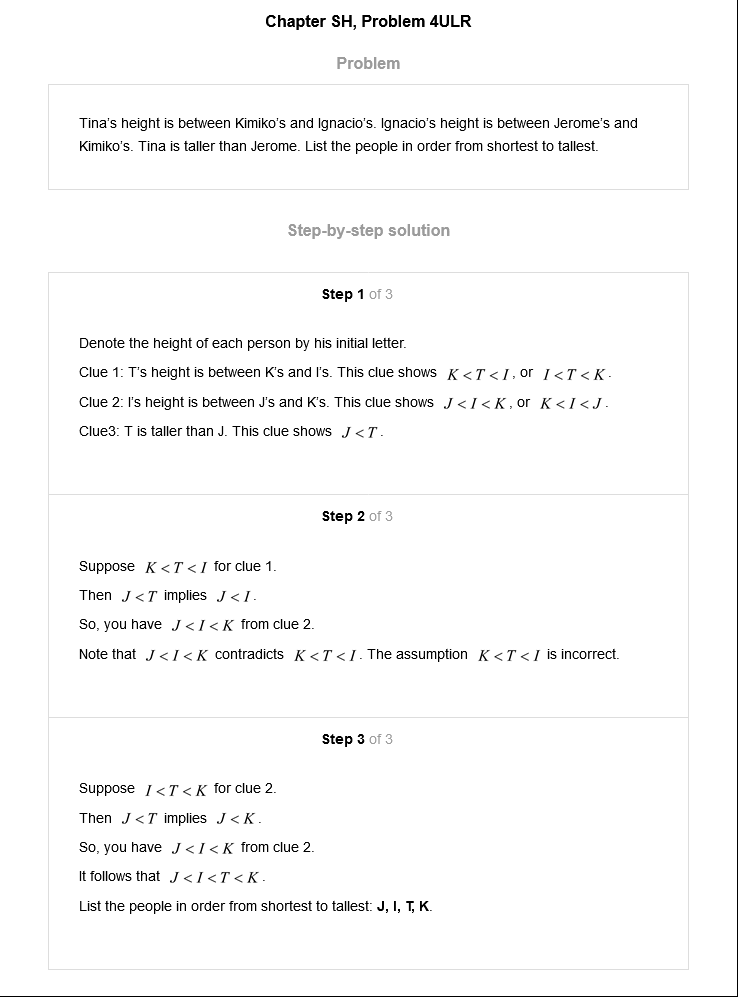 Chapter SH, Problem 4ULR
Problem
Tina's height is between Kimiko's and Ignacio's. Ignacio's height is between Jerome's and
Kimiko's. Tina is taller than Jerome. List the people in order from shortest to tallest.
Step-by-step solution
Step 1 of 3
Denote the height of each person by his initial letter.
Clue 1: T's height is between K's and I's. This clue shows K < T < I, or I < T < K.
Clue 2: I's height is between J's and K's. This clue shows J < I < K, or K < I < J.
Clue3: T is taller than J. This clue shows J < T.
Step 2 of 3
Suppose K < T < I for clue 1.
Then J < T implies J < I.
So, you have J < I < K from clue 2.
Note that J < I < K contradicts K < T < I. The assumption K < T < I is incorrect.
Step 3 of 3
Suppose I < T < K for clue 2.
Then J < T implies J < K.
So, you have J < I < K from clue 2.
It follows that J < I < T < K.
List the people in order from shortest to tallest: J, I, T, K.